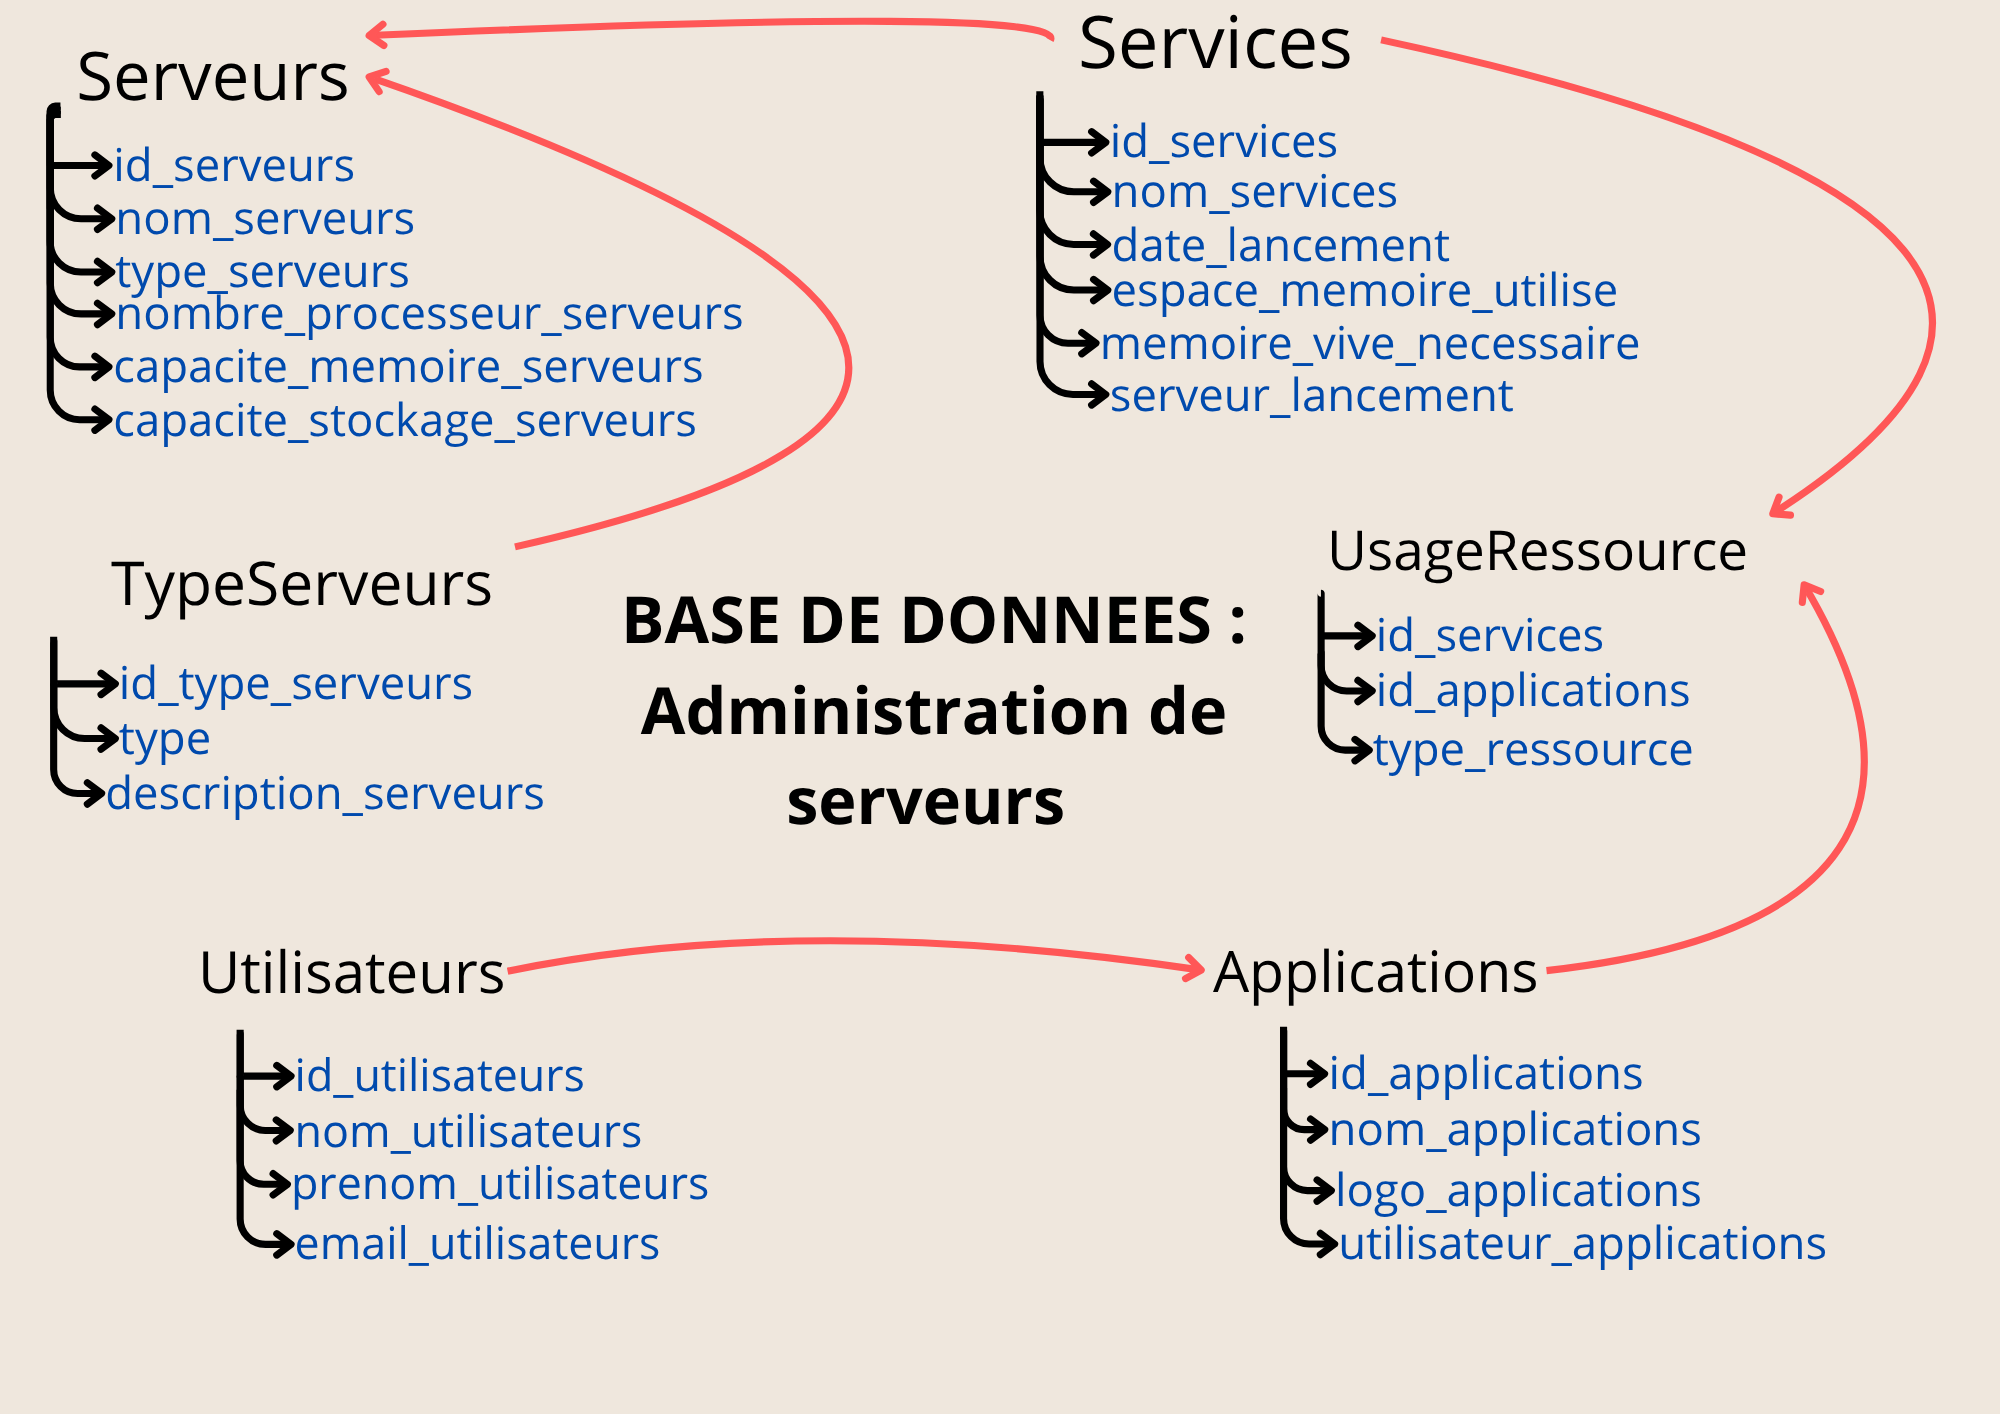 Serveurs
id_serveurs
nom_serveurs
type_serveurs
nombre_processeur_serveurs
capacite_memoire_serveurs
capacite_stockage_serveurs
Services
id_services
nom_services
date_lancement
espace_memoire_utilise
memoire_vive_necessaire
serveur_lancement
TypeServeurs
id_type_serveurs
type
description_serveurs
BASE DE DONNEES :
Administration de
serveurs
UsageRessource
id_services
id_applications
type_ressource
Utilisateurs
id_utilisateurs
nom_utilisateurs
prenom_utilisateurs
email_utilisateurs
Applications
id_applications
nom_applications
logo_applications
utilisateur_applications